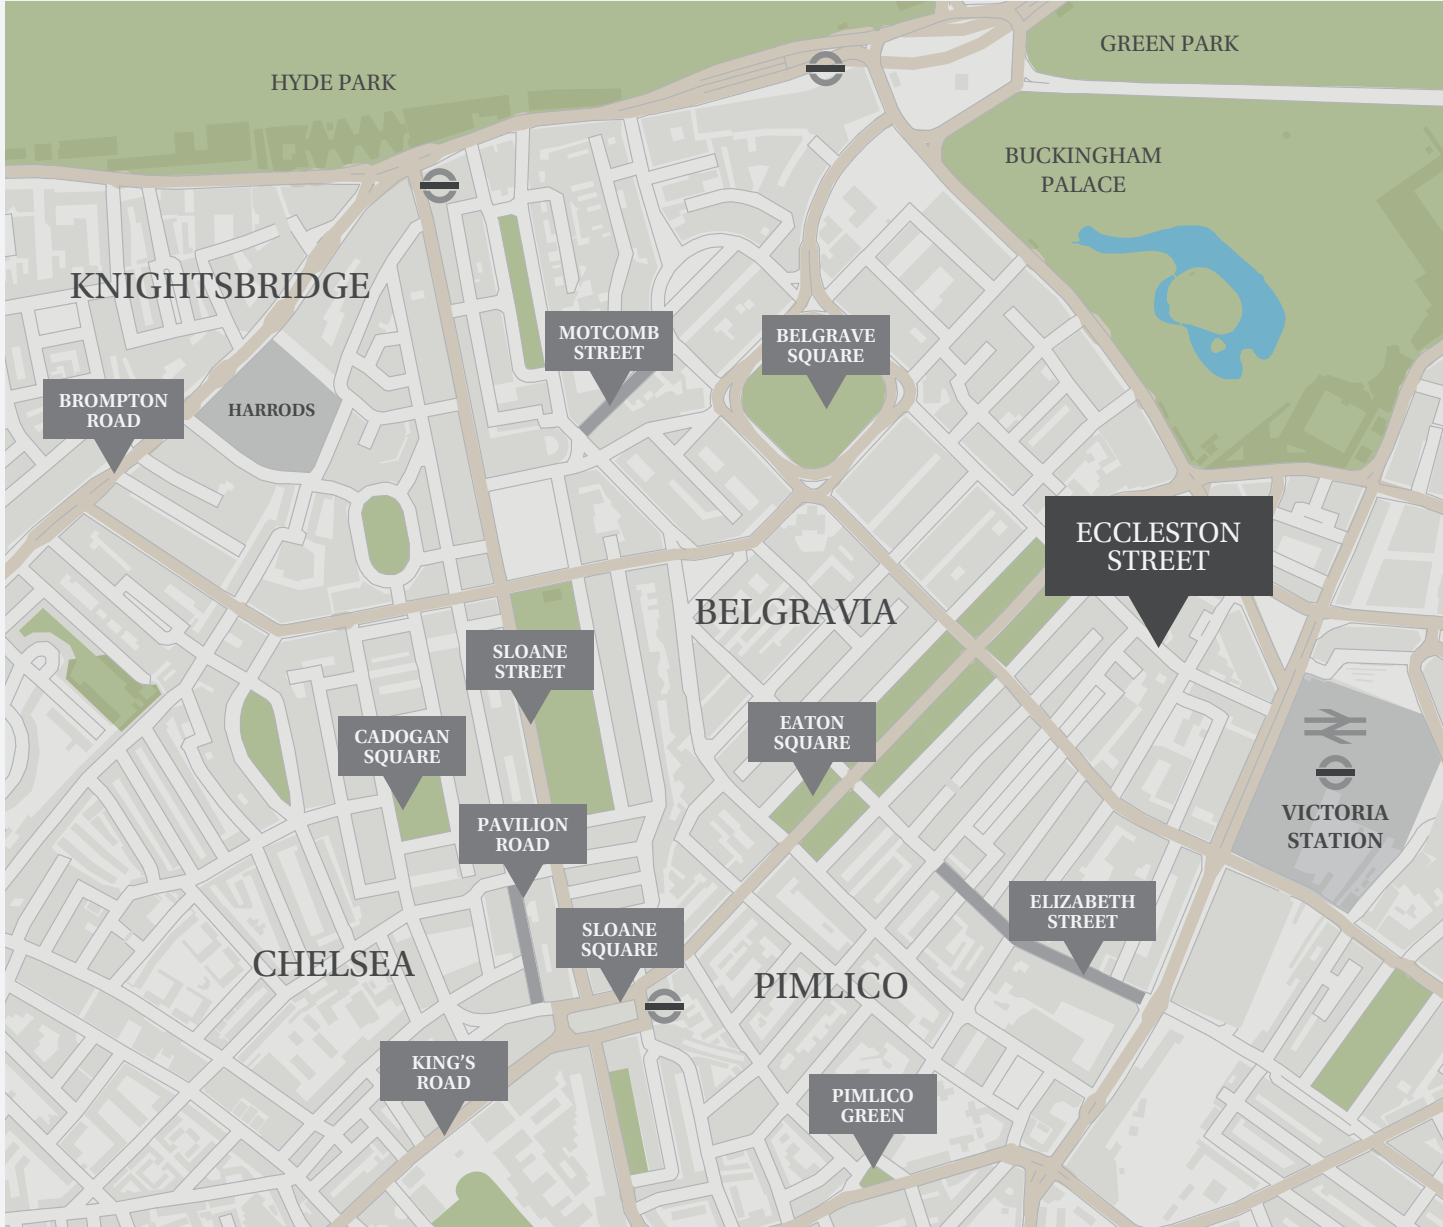 GREEN PARK
HYDE PARK
BUCKINGHAM
PALACE
KNIGHTSBRIDGE
MOTCOMB
STREET
BELGRAVE
SQUARE
BROMPTON
ROAD
HARRODS
ECCLESTON
STREET
BELGRAVIA
SLOANE
STREET
CADOGAN
SQUARE
EATON
SQUARE
VICTORIA
STATION
PAVILION
ROAD
ELIZABETH
STREET
SLOANE
SQUARE
CHELSEA
PIMLICO
KING'S
ROAD
PIMLICO
GREEN